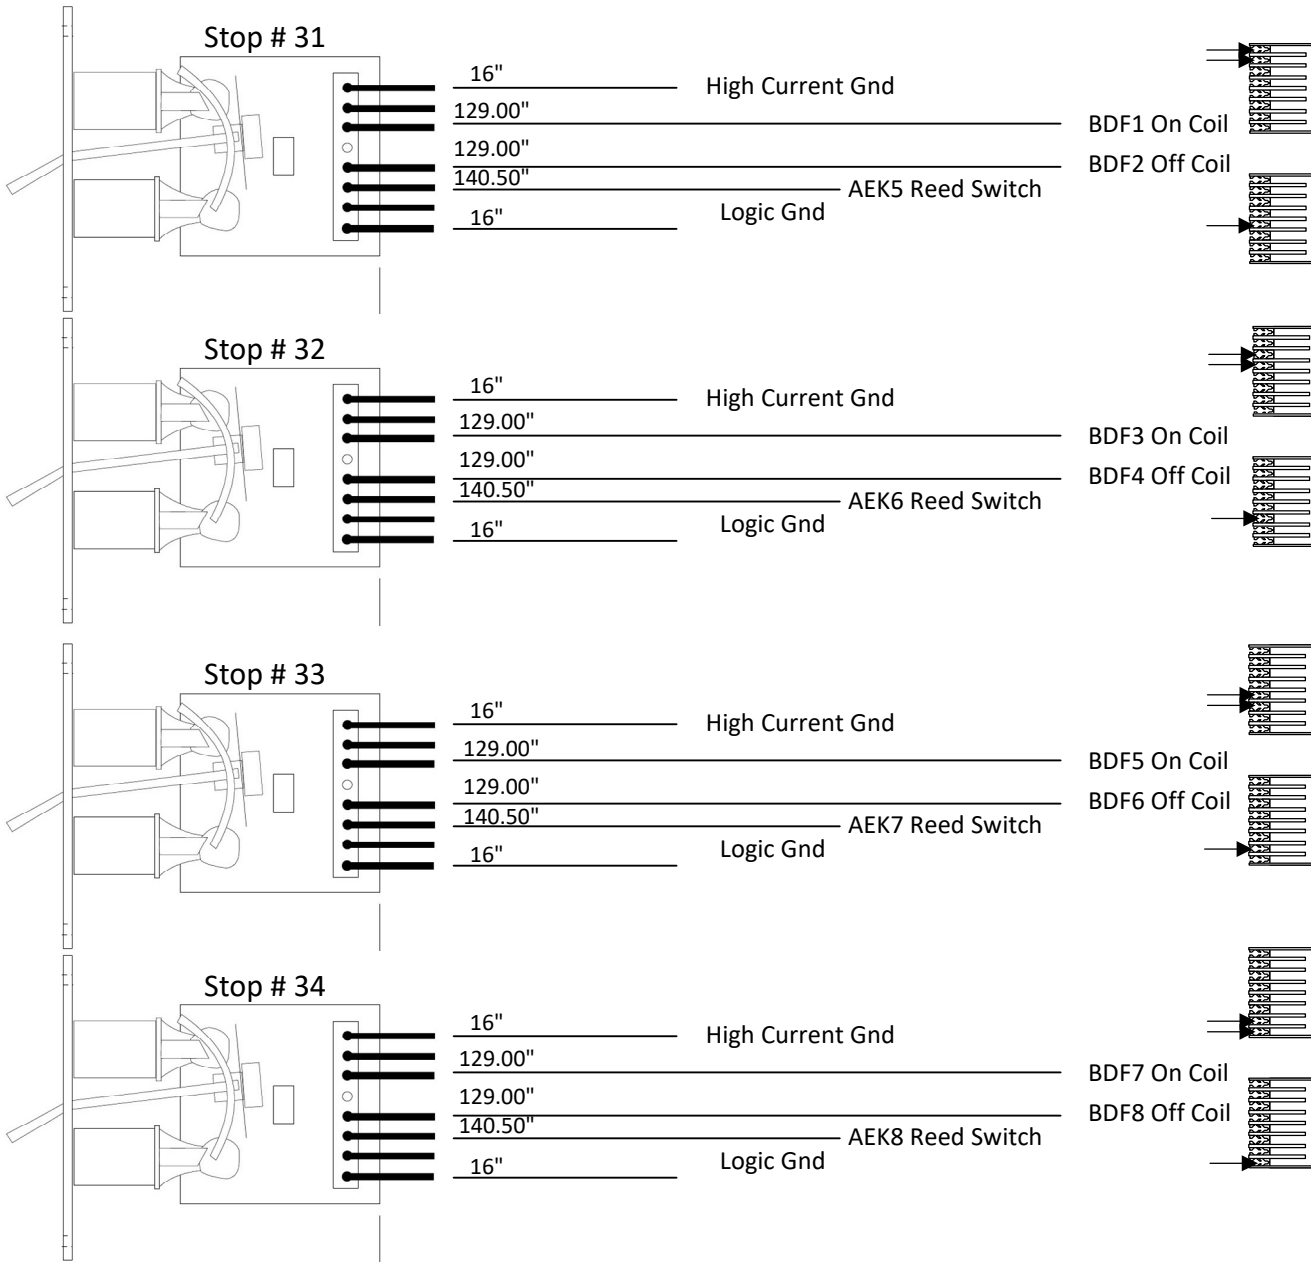 Stop # 31
16"
High Current Gnd
129.00"
BDF1 On Coil
129.00"
BDF2 Off Coil
140.50"
AEK5 Reed Switch
Logic Gnd
16"
Stop # 32
16"
High Current Gnd
129.00"
BDF3 On Coil
129.00"
BDF4 Off Coil
140.50"
AEK6 Reed Switch
Logic Gnd
16"
Stop # 33
16"
High Current Gnd
129.00"
BDF5 On Coil
129.00"
BDF6 Off Coil
140.50"
AEK7 Reed Switch
Logic Gnd
16"
Stop # 34
16"
High Current Gnd
129.00"
BDF7 On Coil
129.00"
BDF8 Off Coil
140.50"
AEK8 Reed Switch
Logic Gnd
16"